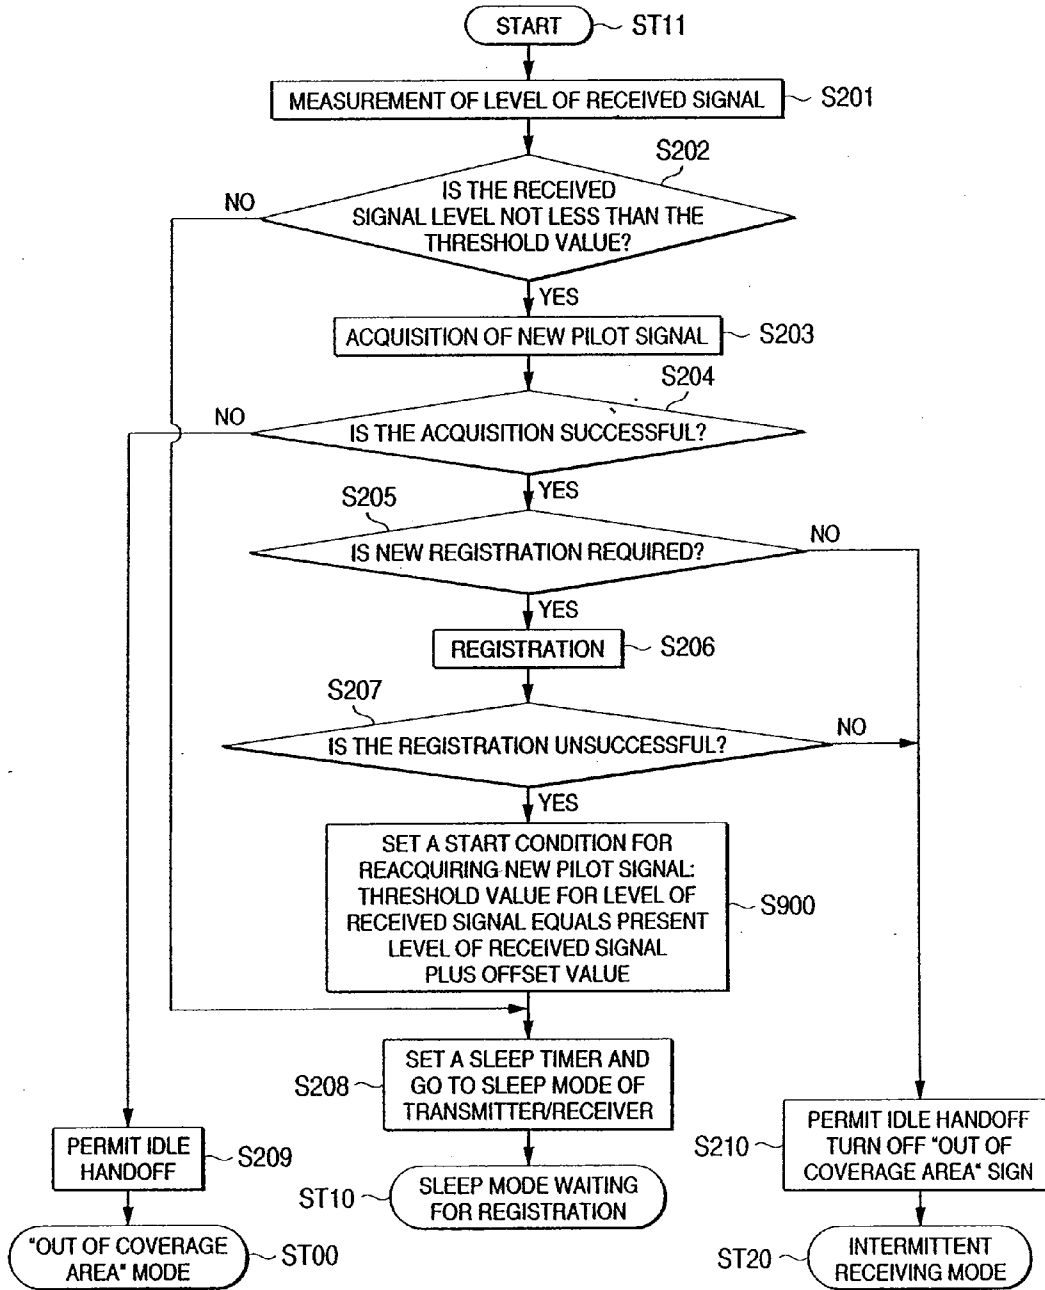 START
ST11
MEASUREMENT OF LEVEL OF RECEIVED SIGNAL
S201
S202
IS THE RECEIVED
SIGNAL LEVEL NOT LESS THAN THE
THRESHOLD VALUE?
NO
YES
ACQUISITION OF NEW PILOT SIGNAL
S203
S204
NO
IS THE ACQUISITION SUCCESSFUL?
YES
S205
IS NEW REGISTRATION REQUIRED?
NO
YES
REGISTRATION
S206
S207
IS THE REGISTRATION UNSUCCESSFUL?
NO
YES
SET A START CONDITION FOR
REACQUIRING NEW PILOT SIGNAL:
THRESHOLD VALUE FOR LEVEL OF
RECEIVED SIGNAL EQUALS PRESENT
LEVEL OF RECEIVED SIGNAL
PLUS OFFSET VALUE
S900
S208
SET A SLEEP TIMER AND
GO TO SLEEP MODE OF
TRANSMITTER/RECEIVER
PERMIT IDLE
HANDOFF
S209
S210
PERMIT IDLE HANDOFF
TURN OFF "OUT OF
COVERAGE AREA" SIGN
ST10
SLEEP MODE WAITING
FOR REGISTRATION
"OUT OF COVERAGE
AREA" MODE
ST00
ST20
INTERMITTENT
RECEIVING MODE